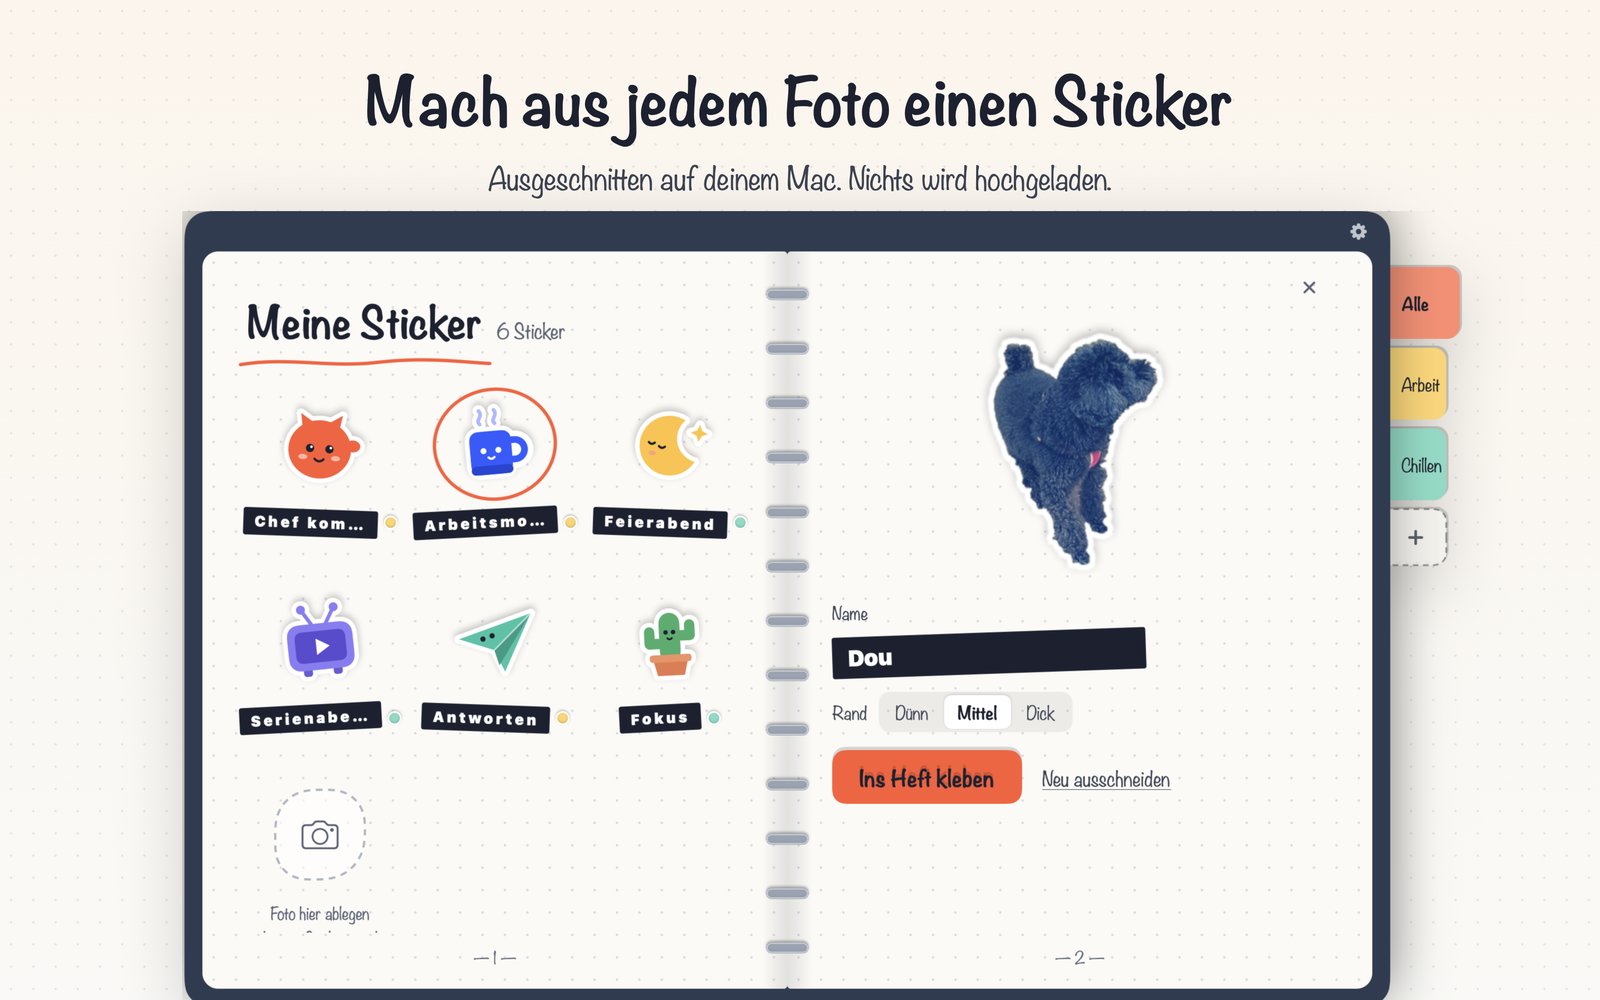 Mach aus jedem Foto einen Sticker
Ausgeschnitten auf deinem Mac. Nichts wird hochgeladen.
Meine Sticker
6 Sticker
Chef kom...
Arbeitsmo...
Feierabend
Serienabe...
Antworten
Fokus
Foto hier ablegen
—1—
Name
Dou
Rand
Dünn
Mittel
Dick
Ins Heft kleben
Neu ausschneiden
—2—
Alle
Arbeit
Chillen
+